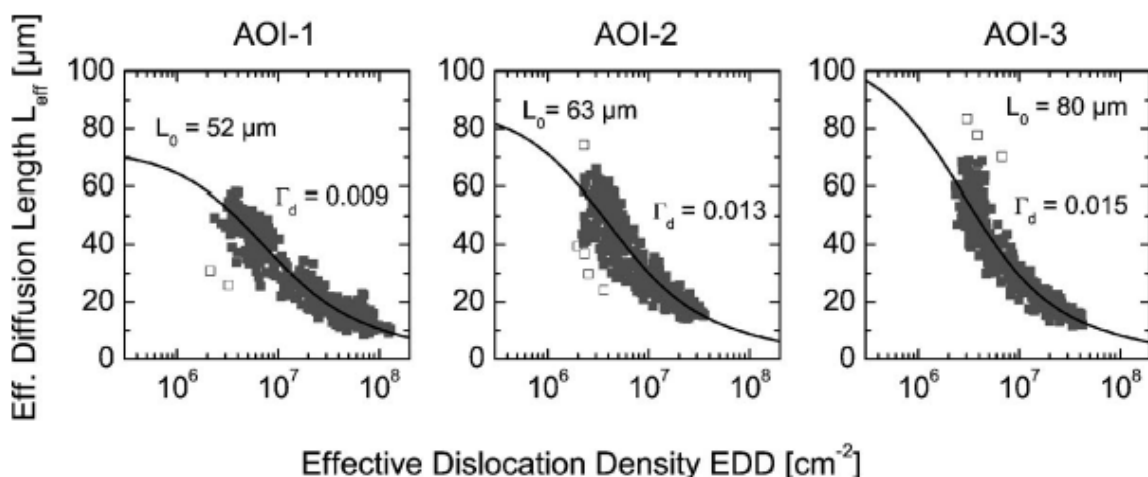 AOI-1
AOI-2
AOI-3
Eff. Diffusion Length L_eff [µm]
100
80
60
40
20
0
L_0 = 52 µm
Γ_d = 0.009
10^6
10^7
10^8
100
80
60
40
20
0
L_0 = 63 µm
Γ_d = 0.013
10^6
10^7
10^8
100
80
60
40
20
0
L_0 = 80 µm
Γ_d = 0.015
10^6
10^7
10^8
Effective Dislocation Density EDD [cm^-2]